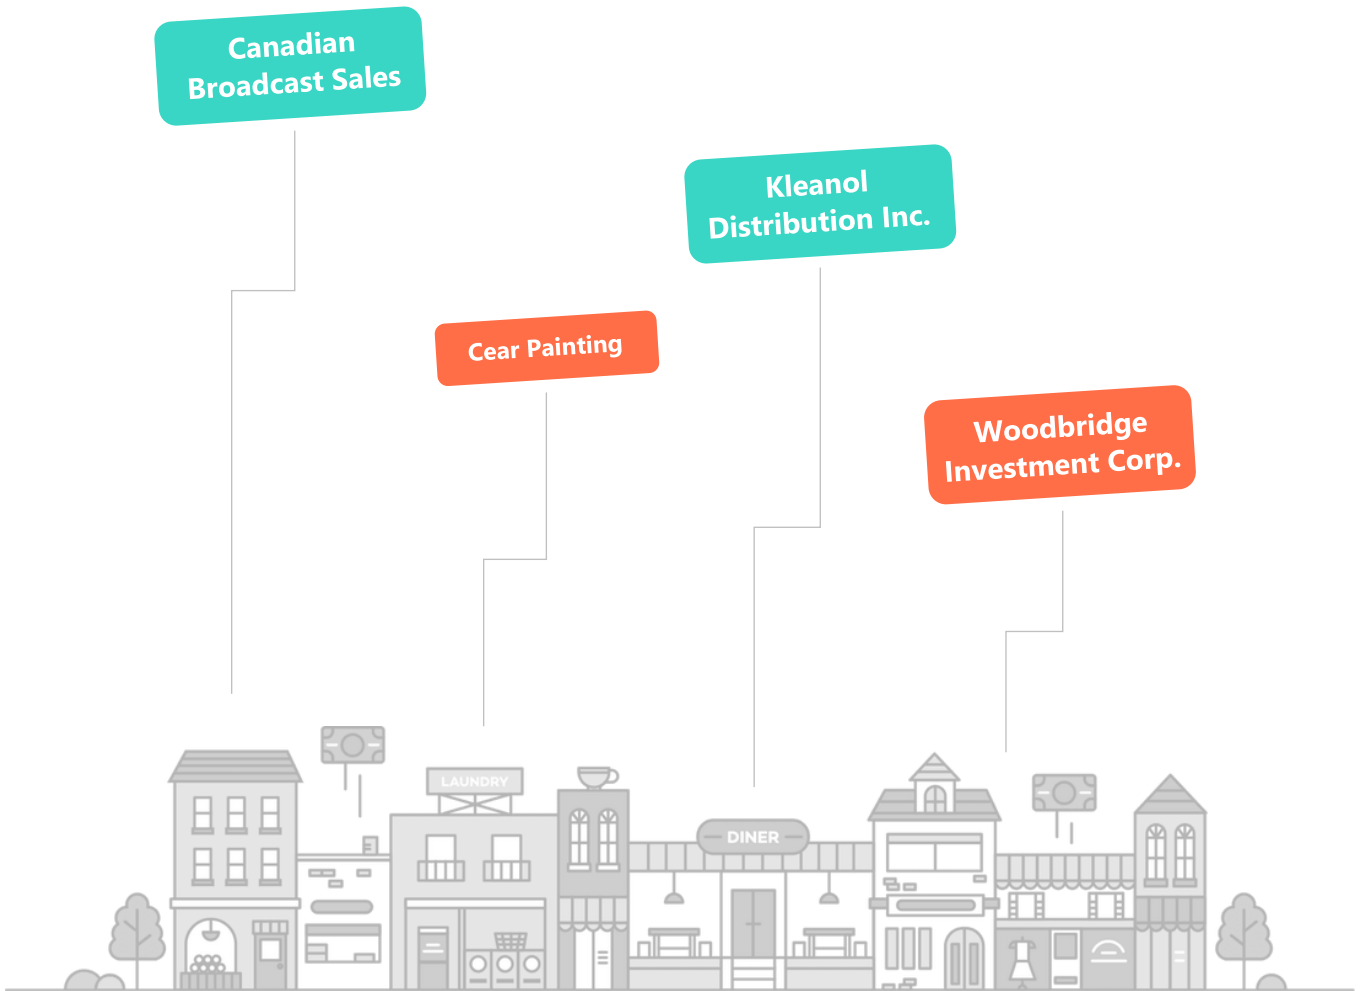 Canadian
Broadcast Sales
Kleanol
Distribution Inc.
Cear Painting
Woodbridge
Investment Corp.
LAUNDRY
DINER